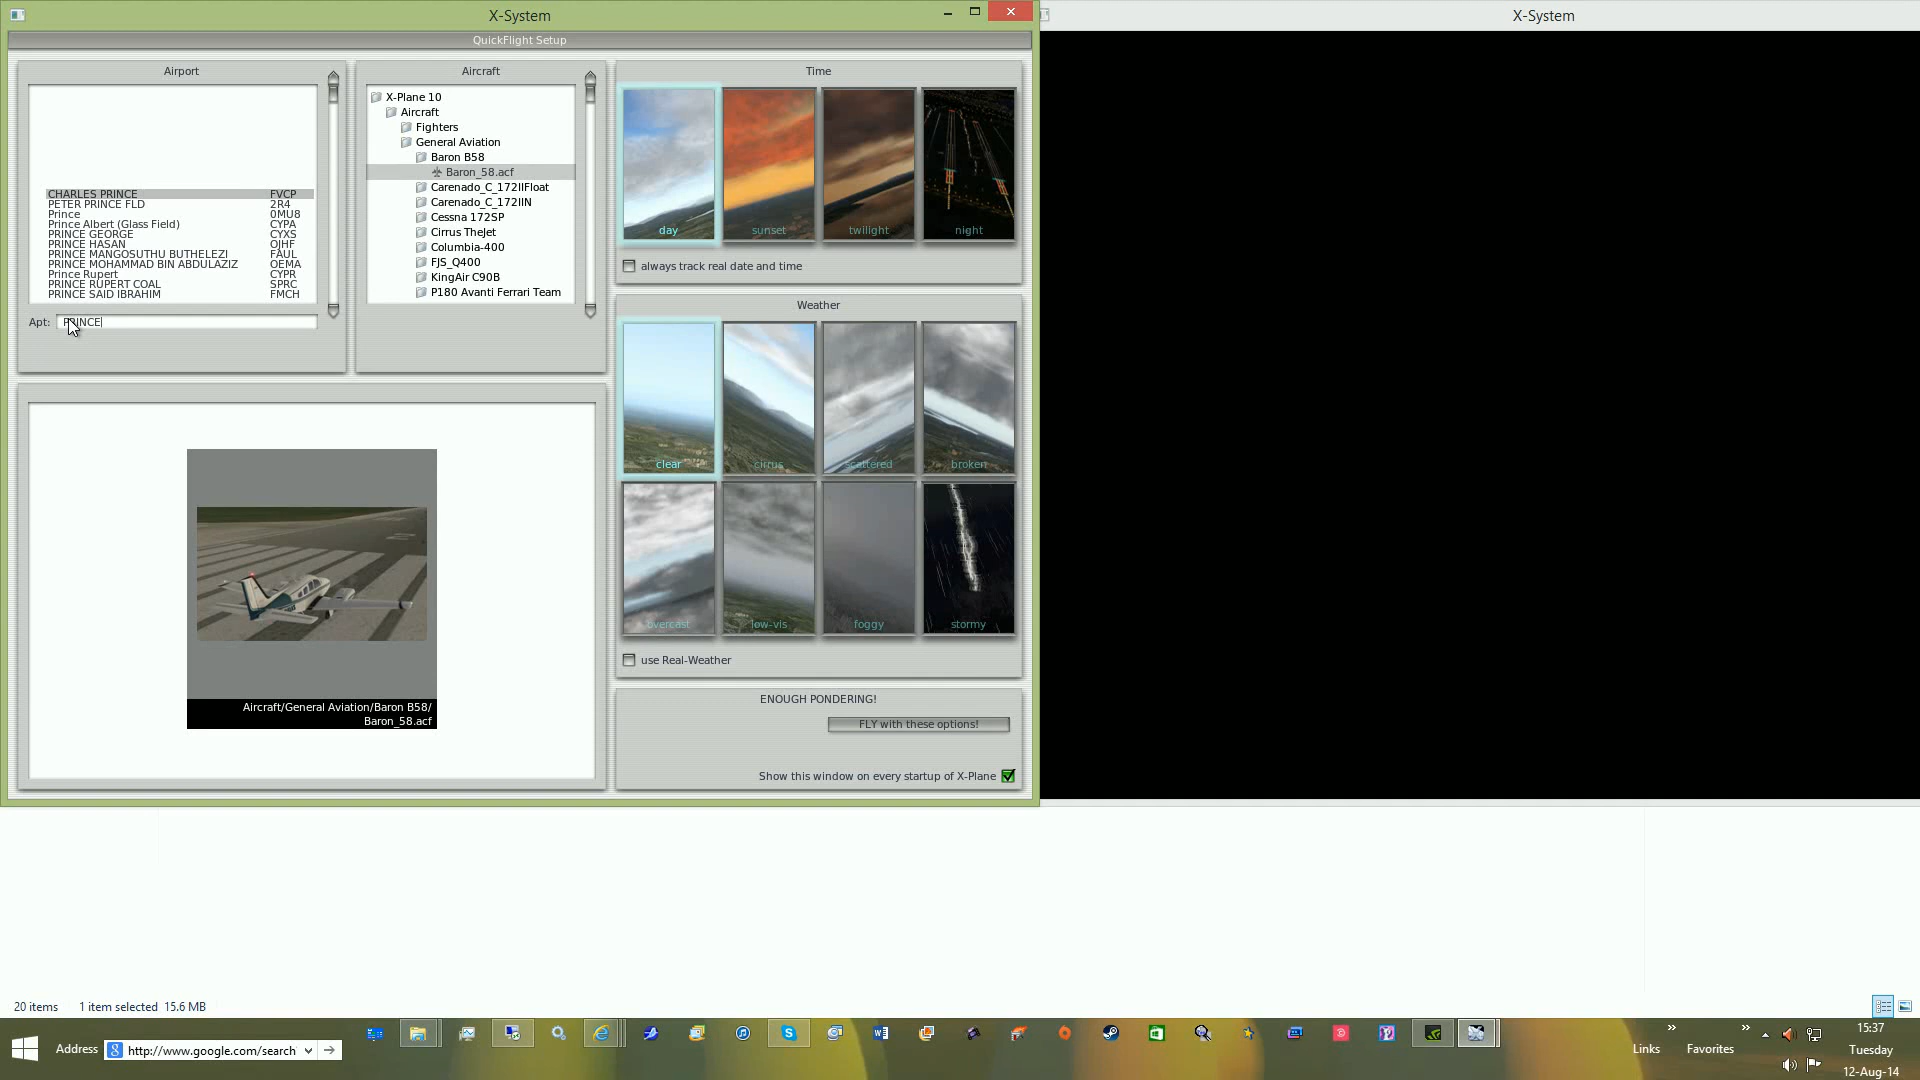 X-System
X-System
QuickFlight Setup
Airport
CHARLES PRINCE FVCP
PETER PRINCE FLD 2R4
Prince 0MU8
Prince Albert (Glass Field) CYPA
PRINCE GEORGE CYXS
PRINCE HASAN OJHF
PRINCE MANGOSUTHU BUTHELEZI FAUL
PRINCE MOHAMMAD BIN ABDULAZIZ OEMA
Prince Rupert CYPR
PRINCE RUPERT COAL SPRC
PRINCE SAID IBRAHIM FMCH
Apt: PRINCE
Aircraft
X-Plane 10
Aircraft
Fighters
General Aviation
Baron B58
Baron_58.acf
Carenado_C_172IIFloat
Carenado_C_172IIN
Cessna 172SP
Cirrus TheJet
Columbia-400
FJS_Q400
KingAir C90B
P180 Avanti Ferrari Team
Time
day sunset twilight night
always track real date and time
Weather
clear cirrus scattered broken
overcast low-vis foggy stormy
use Real-Weather
Aircraft/General Aviation/Baron B58/
Baron_58.acf
ENOUGH PONDERING!
FLY with these options!
Show this window on every startup of X-Plane
20 items 1 item selected 15.6 MB
Address http://www.google.com/search
Links Favorites
15:37
Tuesday
12-Aug-14